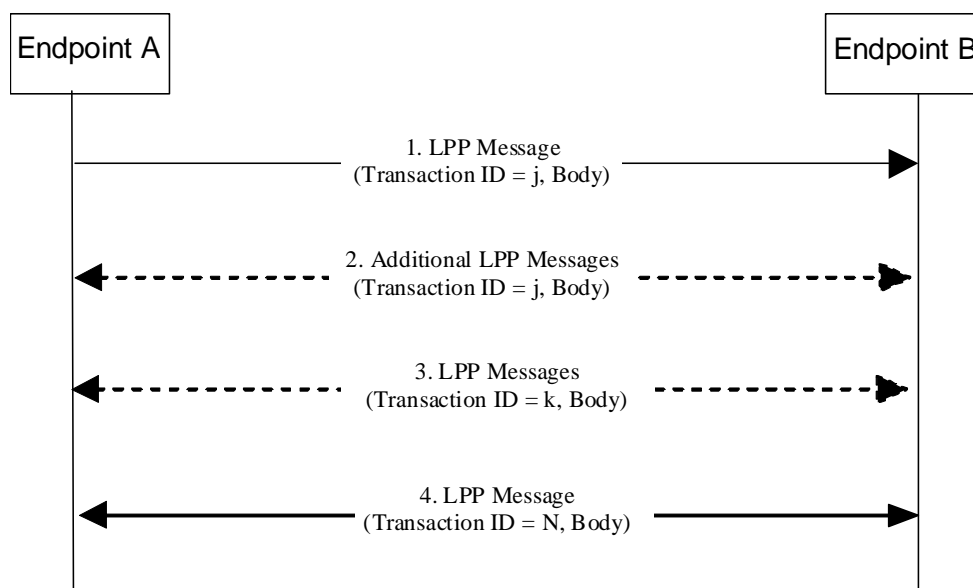 Endpoint A
Endpoint B
1. LPP Message
(Transaction ID = j, Body)
2. Additional LPP Messages
(Transaction ID = j, Body)
3. LPP Messages
(Transaction ID = k, Body)
4. LPP Message
(Transaction ID = N, Body)